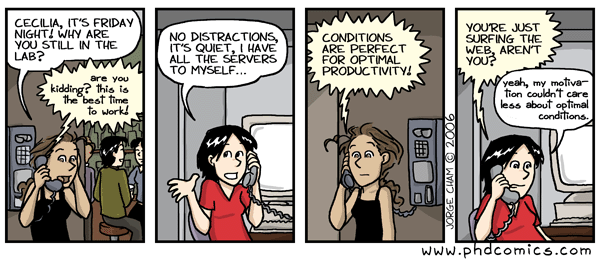 CECILIA, IT'S FRIDAY
NIGHT! WHY ARE
YOU STILL IN THE
LAB?
are you
kidding? this is
the best time
to work!
NO DISTRACTIONS,
IT'S QUIET, I HAVE
ALL THE SERVERS
TO MYSELF...
CONDITIONS
ARE PERFECT
FOR OPTIMAL
PRODUCTIVITY!
JORGE CHAM © 2006
YOU'RE JUST
SURFING THE
WEB, AREN'T
YOU?
yeah, my motiva-
tion couldn't care
less about optimal
conditions.
www.phdcomics.com